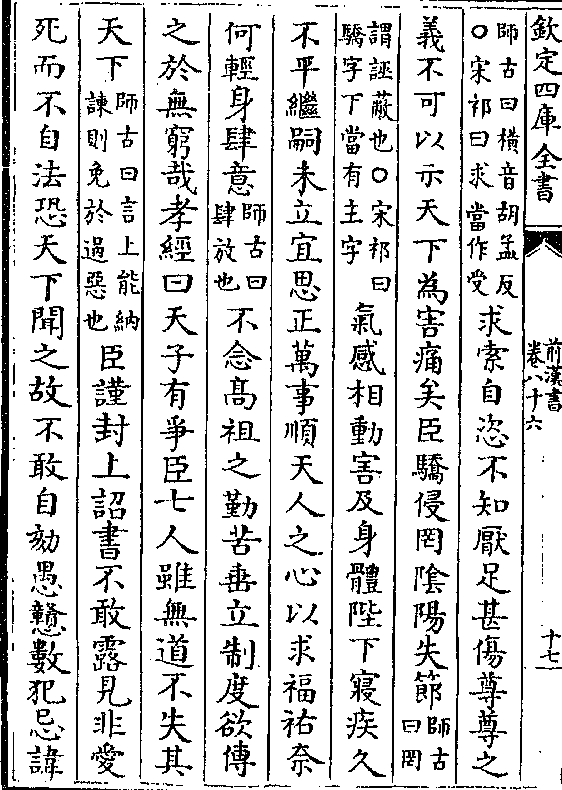 欽定四庫全書
前漢書
卷八十六
十七
師古曰橫音胡孟反
○宋祁曰求當作受
求索自恣不知厭足甚傷尊尊之
義不可以示天下為害痛矣臣驕侵罔陰陽失節
師古
曰罔
謂誣蔽也○宋祁曰
驕字下當有主字
氣感相動害及身體陛下寢疾久
不平繼嗣未立宜思正萬事順天人之心以求福祐奈
何輕身肆意
師古曰
肆放也
不念高祖之勤苦垂立制度欲傳
之於無窮哉孝經曰天子有爭臣七人雖無道不失其
天下
師古曰言上能納
諫則免於過惡也
臣謹封上詔書不敢露見非愛
死而不自法恐天下聞之故不敢自劾愚戇數犯忌諱